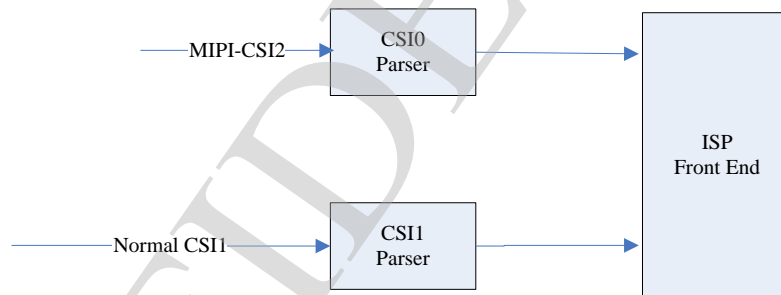 MIPI-CSI2
CSI0
Parser
ISP
Front End
Normal CSI1
CSI1
Parser